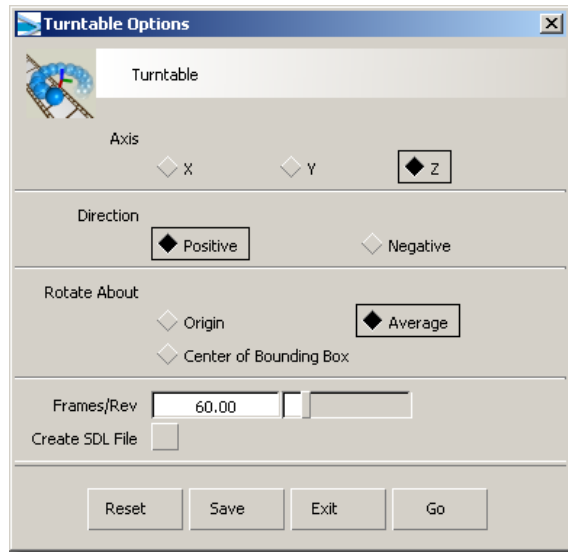 Turntable Options
Turntable
Axis
X Y Z
Direction
Positive Negative
Rotate About
Origin Average
Center of Bounding Box
Frames/Rev 60.00
Create SDL File
Reset Save Exit Go